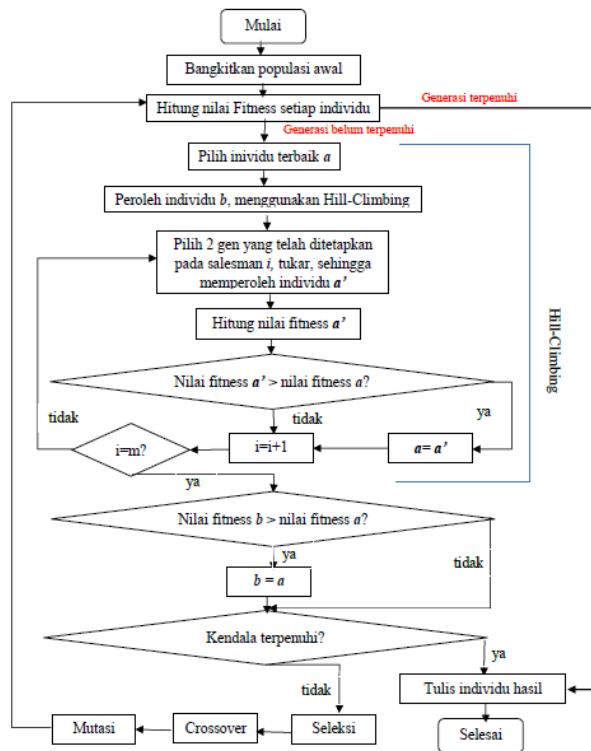 Mulai
Bangkitkan populasi awal
Hitung nilai Fitness setiap individu
Generasi terpenuhi
Generasi belum terpenuhi
Pilih inividu terbaik a
Peroleh individu b, menggunakan Hill-Climbing
Pilih 2 gen yang telah ditetapkan
pada salesman i, tukar, sehingga
memperoleh individu a’
Hitung nilai fitness a’
Hill-Climbing
Nilai fitness a’ > nilai fitness a?
tidak
tidak
ya
i=m?
i=i+1
a= a’
ya
Nilai fitness b > nilai fitness a?
ya
tidak
b = a
Kendala terpenuhi?
ya
tidak
Tulis individu hasil
Mutasi
Crossover
Seleksi
Selesai